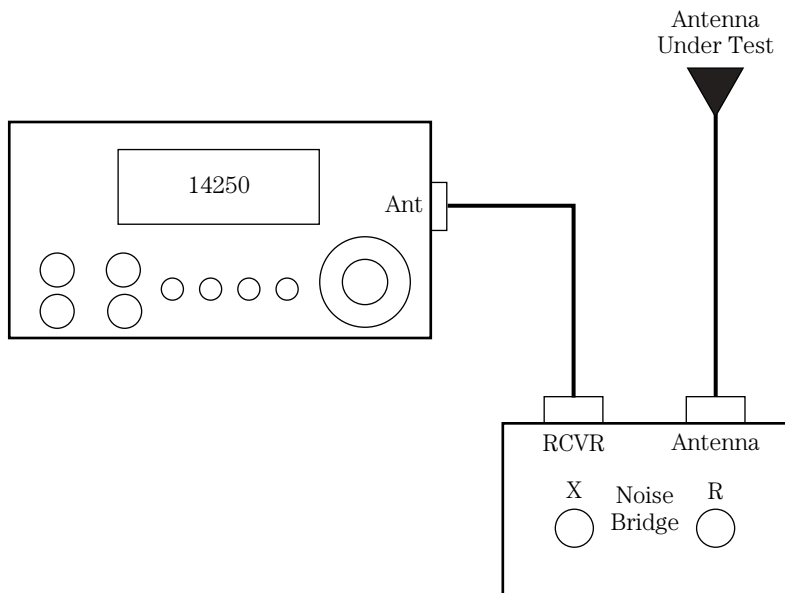 Antenna
Under Test
14250
Ant
RCVR
Antenna
X
Noise
Bridge
R